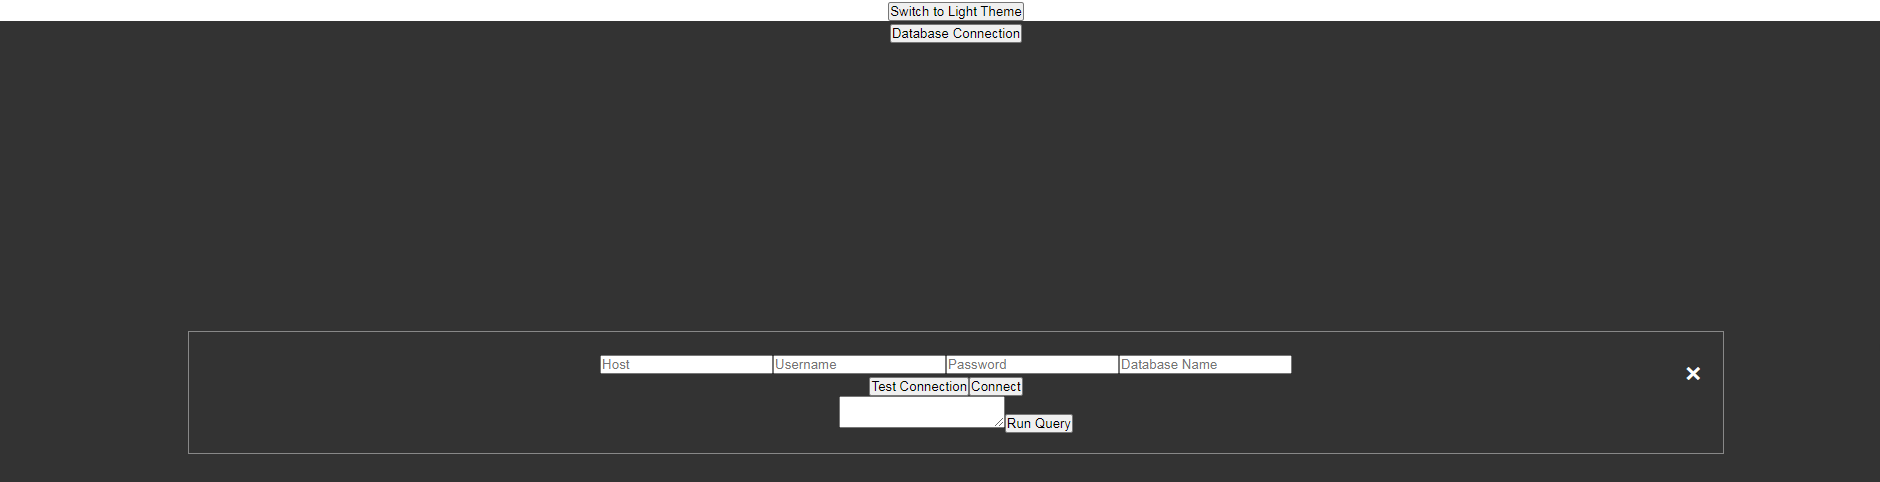 Switch to Light Theme
Database Connection
Host Username Password Database Name
×
Test Connection Connect
Run Query